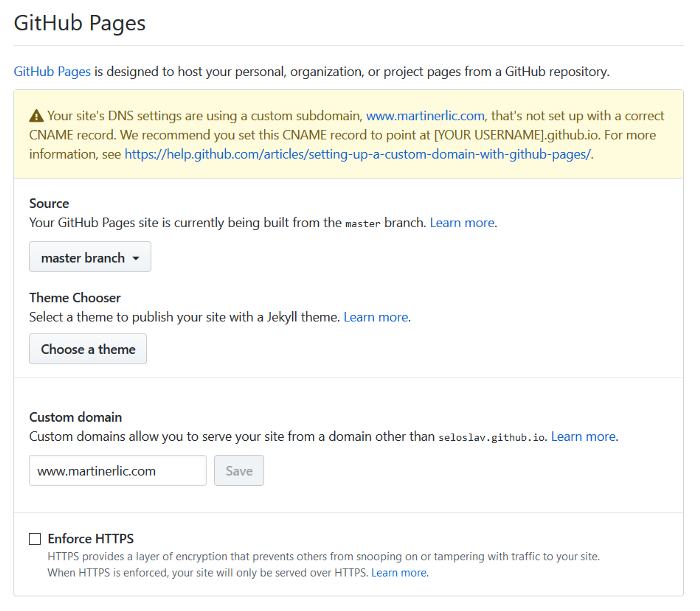 GitHub Pages
GitHub Pages is designed to host your personal, organization, or project pages from a GitHub repository.
Your site's DNS settings are using a custom subdomain, www.martinerlic.com, that's not set up with a correct
CNAME record. We recommend you set this CNAME record to point at [YOUR USERNAME].github.io. For more
information, see https://help.github.com/articles/setting-up-a-custom-domain-with-github-pages/.
Source
Your GitHub Pages site is currently being built from the master branch. Learn more.
master branch
Theme Chooser
Select a theme to publish your site with a Jekyll theme. Learn more.
Choose a theme
Custom domain
Custom domains allow you to serve your site from a domain other than seloslav.github.io. Learn more.
www.martinerlic.com Save
Enforce HTTPS
HTTPS provides a layer of encryption that prevents others from snooping on or tampering with traffic to your site.
When HTTPS is enforced, your site will only be served over HTTPS. Learn more.